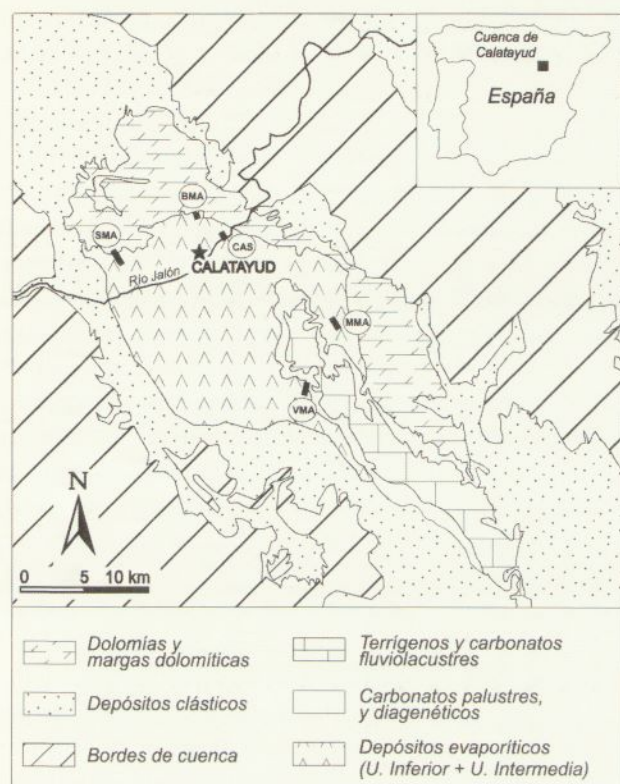 Cuenca de
Calatayud
España
BMA
SMA
CAS
CALATAYUD
Río Jalón
MMA
VMA
N
0 5 10 km
Dolomías y
margas dolomíticas
Depósitos clásticos
Bordes de cuenca
Terrígenos y carbonatos
fluviolacustres
Carbonatos palustres,
y diagenéticos
Depósitos evaporíticos
(U. Inferior + U. Intermedia)